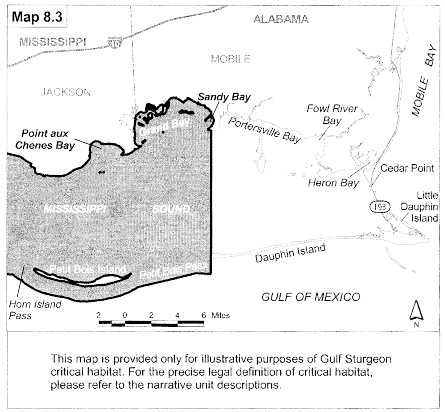 Map 8.3
ALABAMA
MISSISSIPPI
10
MOBILE
MOBILE BAY
JACKSON
Sandy Bay
Fowl River
Bay
Point aux
Chenes Bay
Portersville Bay
Bay
Heron Bay
Cedar Point
MISSISSIPPI
SOUND
193
Little
Dauphin
Island
Dauphin Island
Petit Bois
Petit Bois Pass
Horn Island
Pass
GULF OF MEXICO
2 0 2 4 6 Miles
N
This map is provided only for illustrative purposes of Gulf Sturgeon
critical habitat. For the precise legal definition of critical habitat,
please refer to the narrative unit descriptions.